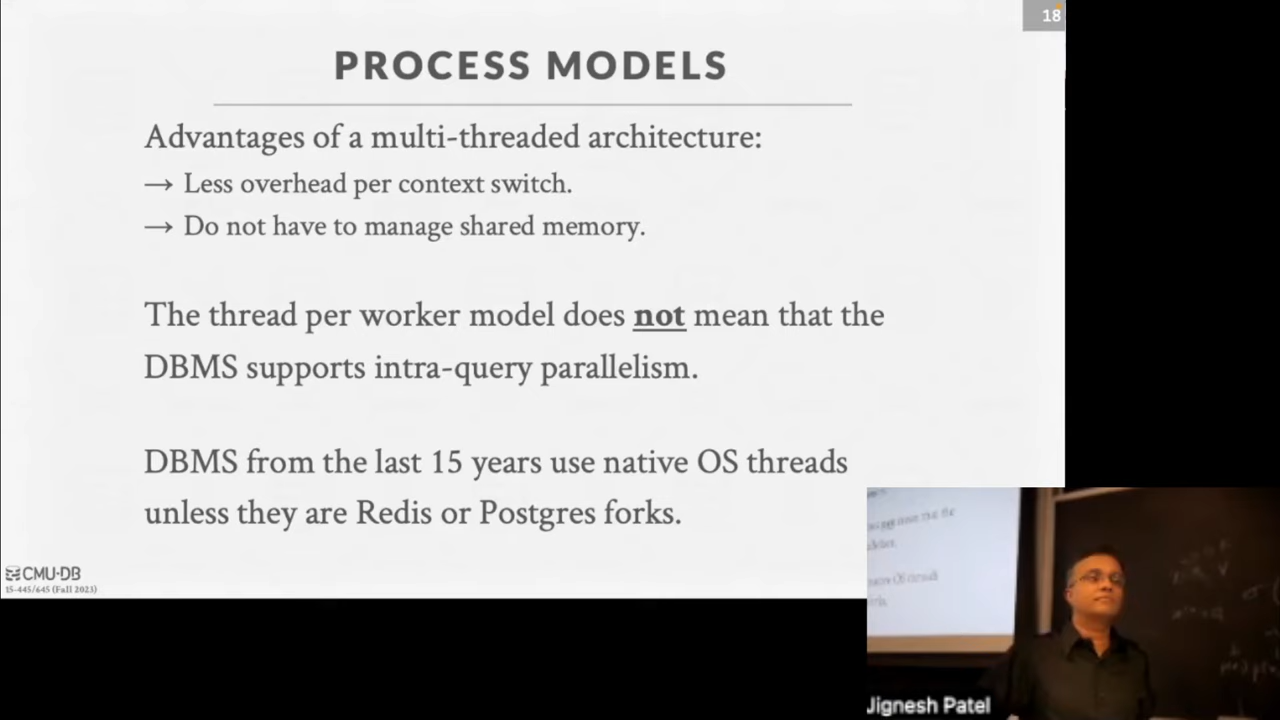 18
PROCESS MODELS
Advantages of a multi-threaded architecture:
→ Less overhead per context switch.
→ Do not have to manage shared memory.
The thread per worker model does not mean that the
DBMS supports intra-query parallelism.
DBMS from the last 15 years use native OS threads
unless they are Redis or Postgres forks.
CMU·DB
15-445/645 (Fall 2023)
Jignesh Patel